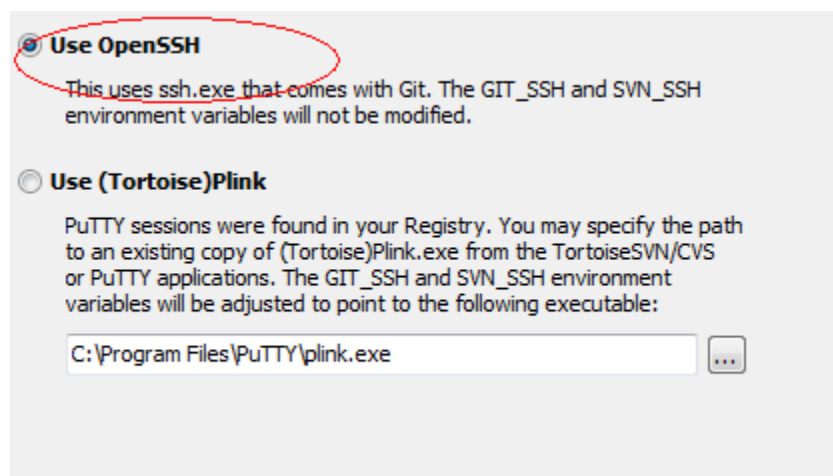 Use OpenSSH
This uses ssh.exe that comes with Git. The GIT_SSH and SVN_SSH
environment variables will not be modified.
Use (Tortoise)Plink
PuTTY sessions were found in your Registry. You may specify the path
to an existing copy of (Tortoise)Plink.exe from the TortoiseSVN/CVS
or PuTTY applications. The GIT_SSH and SVN_SSH environment
variables will be adjusted to point to the following executable:
C:\Program Files\PuTTY\plink.exe
...